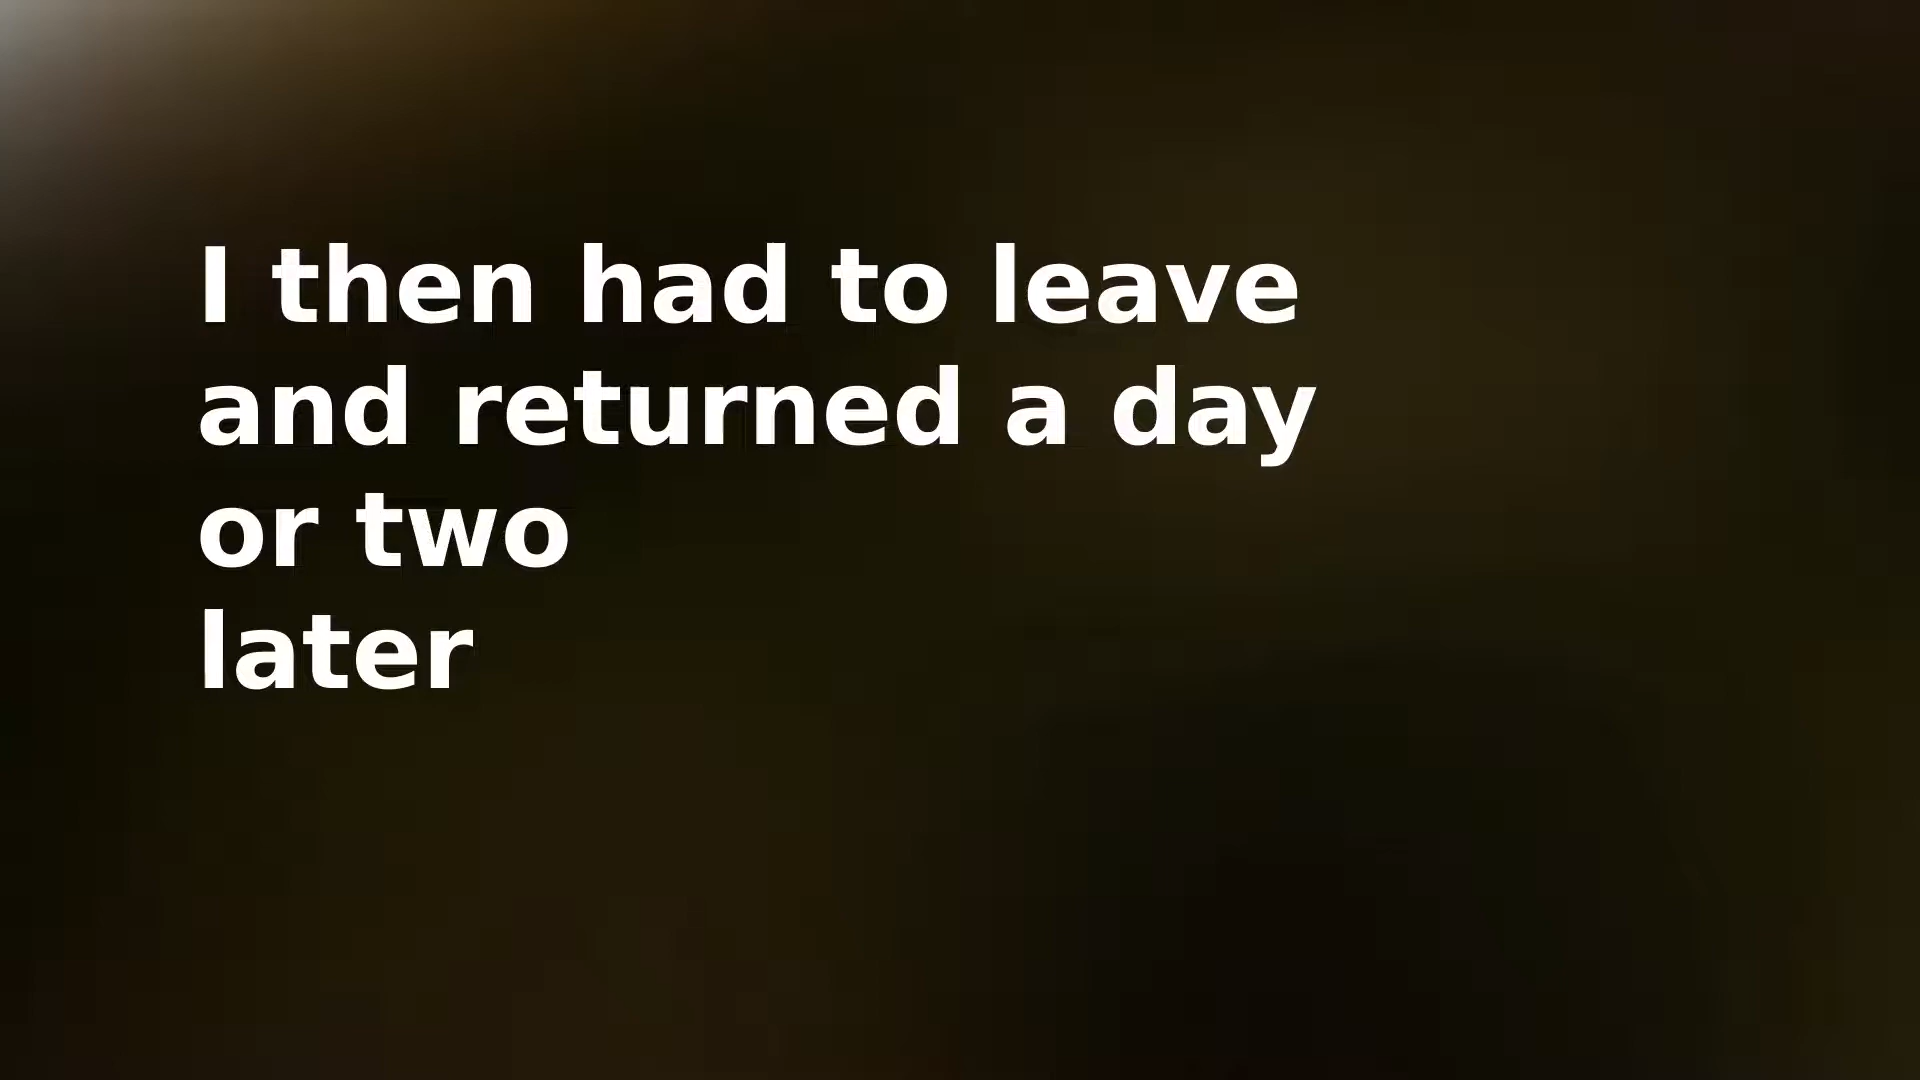 I then had to leave
and returned a day
or two
later